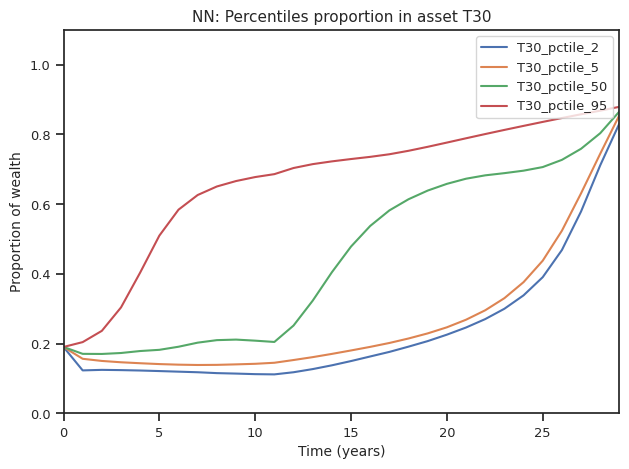 NN: Percentiles proportion in asset T30
T30_pctile_2
T30_pctile_5
T30_pctile_50
T30_pctile_95
Proportion of wealth
1.0
0.8
0.6
0.4
0.2
0.0
0 5 10 15 20 25
Time (years)